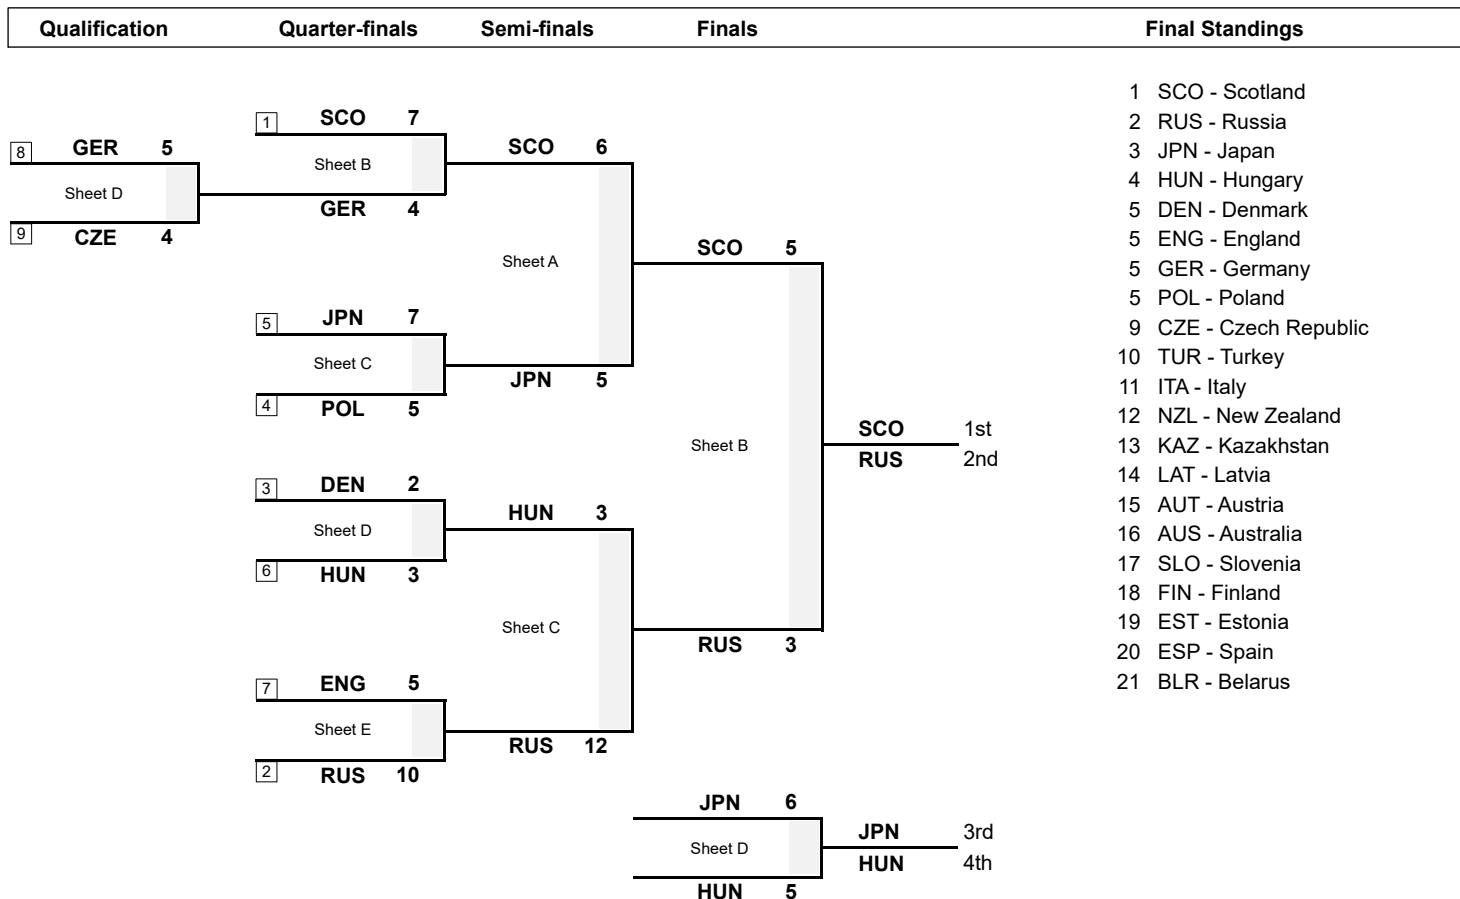 Qualification Quarter-finals Semi-finals Finals Final Standings
1 SCO 7
8 GER 5
Sheet B
SCO 6
Sheet D
GER 4
9 CZE 4
SCO 5
Sheet A
5 JPN 7
Sheet C
JPN 5
4 POL 5
Sheet B
SCO 1st
RUS 2nd
3 DEN 2
HUN 3
Sheet D
6 HUN 3
Sheet C
RUS 3
7 ENG 5
Sheet E
RUS 12
2 RUS 10
JPN 6
JPN 3rd
Sheet D
HUN 4th
HUN 5
1 SCO - Scotland
2 RUS - Russia
3 JPN - Japan
4 HUN - Hungary
5 DEN - Denmark
5 ENG - England
5 GER - Germany
5 POL - Poland
9 CZE - Czech Republic
10 TUR - Turkey
11 ITA - Italy
12 NZL - New Zealand
13 KAZ - Kazakhstan
14 LAT - Latvia
15 AUT - Austria
16 AUS - Australia
17 SLO - Slovenia
18 FIN - Finland
19 EST - Estonia
20 ESP - Spain
21 BLR - Belarus